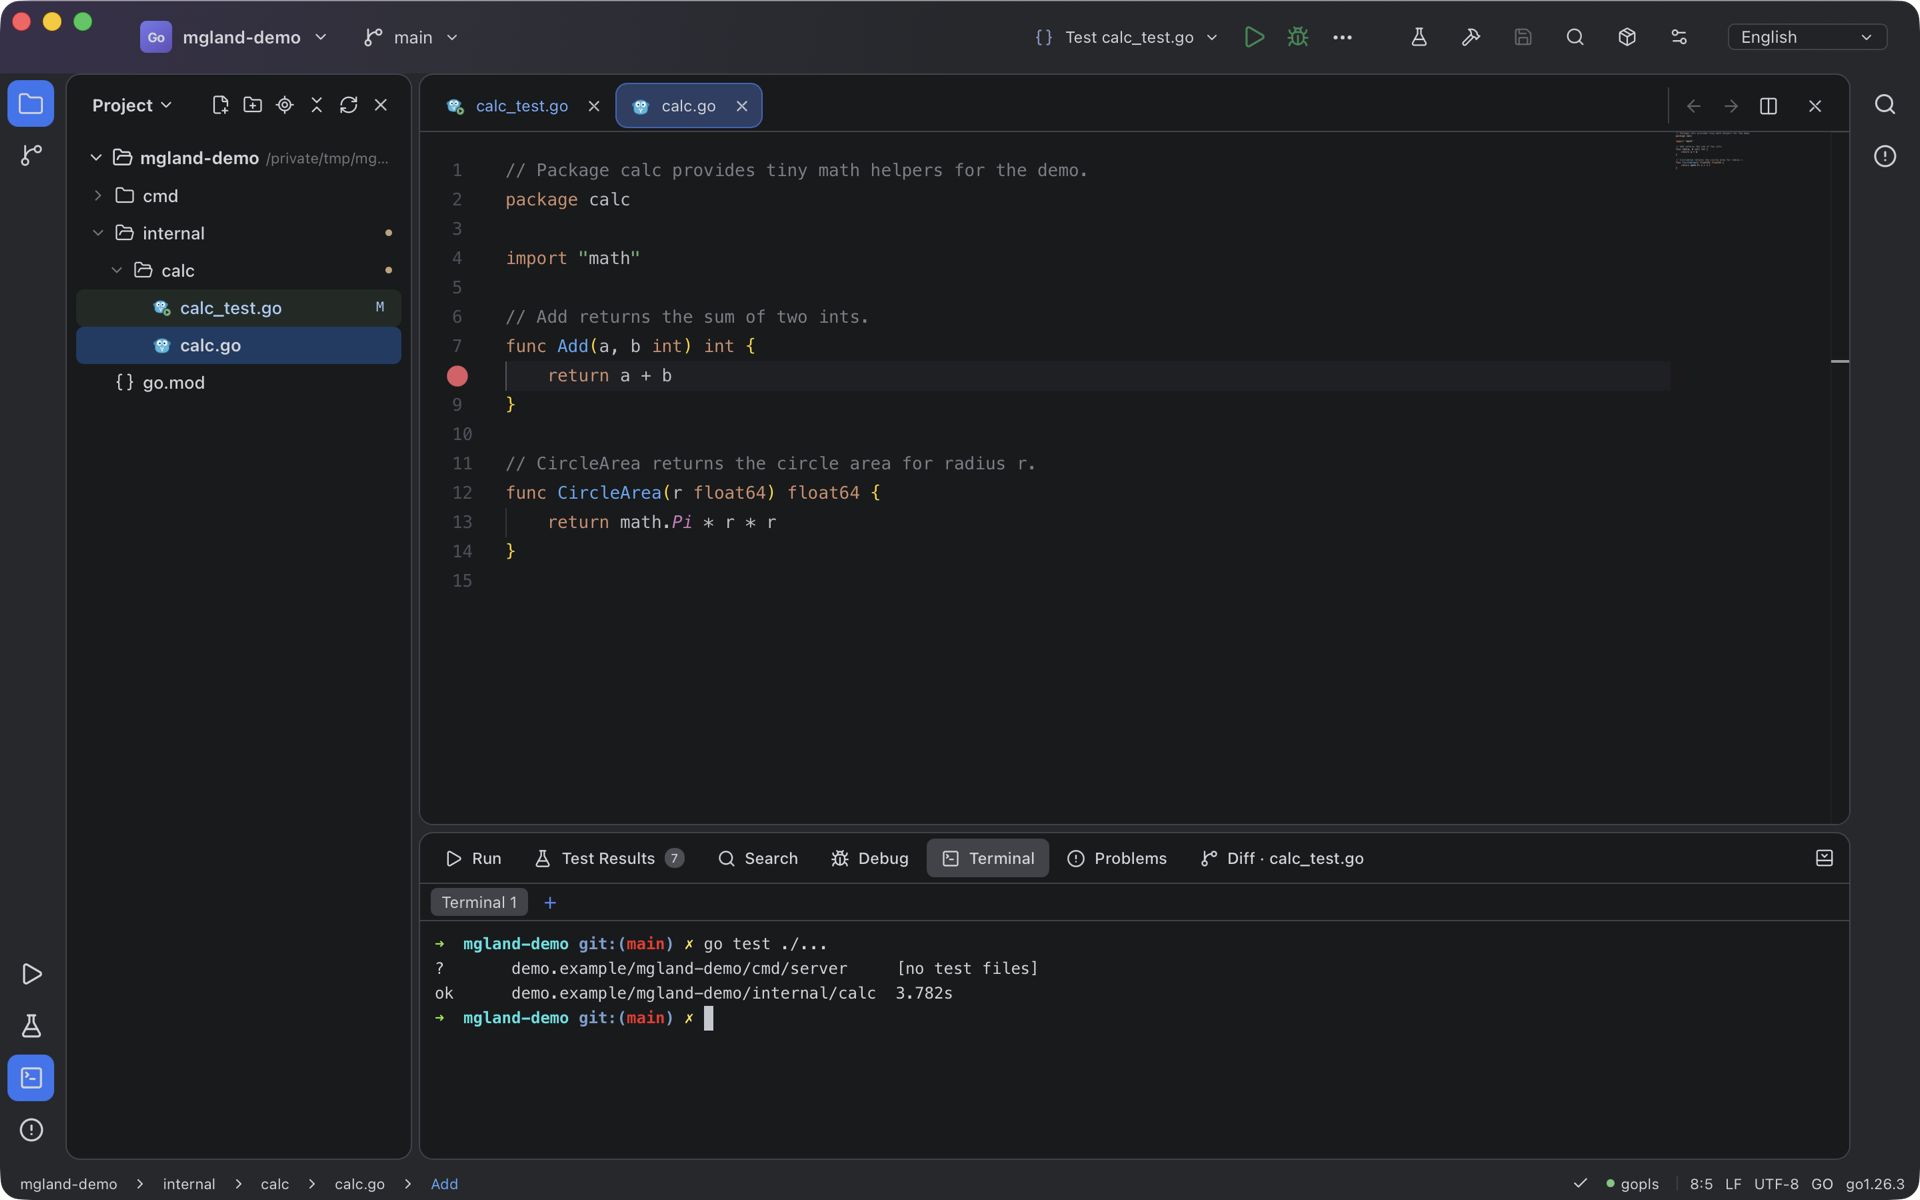 Go mgland-demo main Test calc_test.go English
Project
mgland-demo /private/tmp/mg...
cmd
internal
calc
calc_test.go M
calc.go
go.mod
calc_test.go calc.go
1 // Package calc provides tiny math helpers for the demo.
2 package calc
3
4 import "math"
5
6 // Add returns the sum of two ints.
7 func Add(a, b int) int {
return a + b
9 }
10
11 // CircleArea returns the circle area for radius r.
12 func CircleArea(r float64) float64 {
13 return math.Pi * r * r
14 }
15
Run Test Results 7 Search Debug Terminal Problems Diff · calc_test.go
Terminal 1 +
→ mgland-demo git:(main) ✗ go test ./...
? demo.example/mgland-demo/cmd/server [no test files]
ok demo.example/mgland-demo/internal/calc 3.782s
→ mgland-demo git:(main) ✗
mgland-demo > internal > calc > calc.go > Add gopls 8:5 LF UTF-8 GO go1.26.3